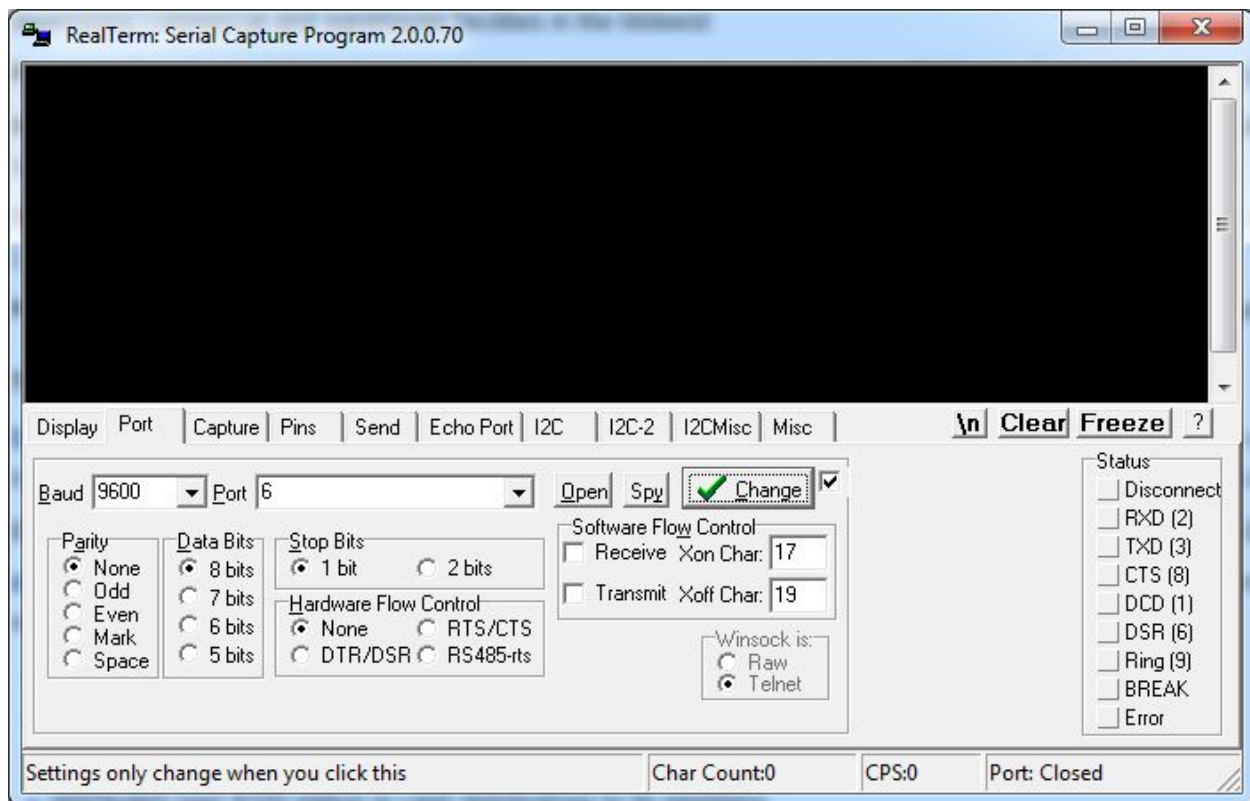 RealTerm: Serial Capture Program 2.0.0.70
Display Port Capture Pins Send Echo Port I2C I2C-2 I2CMisc Misc \n Clear Freeze ?
Baud 9600 Port 6 Open Spy Change
Parity
None
Odd
Even
Mark
Space
Data Bits
8 bits
7 bits
6 bits
5 bits
Stop Bits
1 bit 2 bits
Hardware Flow Control
None RTS/CTS
DTR/DSR RS485-rts
Software Flow Control
Receive Xon Char: 17
Transmit Xoff Char: 19
Winsock is:
Raw
Telnet
Status
Disconnect
RXD (2)
TXD (3)
CTS (8)
DCD (1)
DSR (6)
Ring (9)
BREAK
Error
Settings only change when you click this Char Count:0 CPS:0 Port: Closed